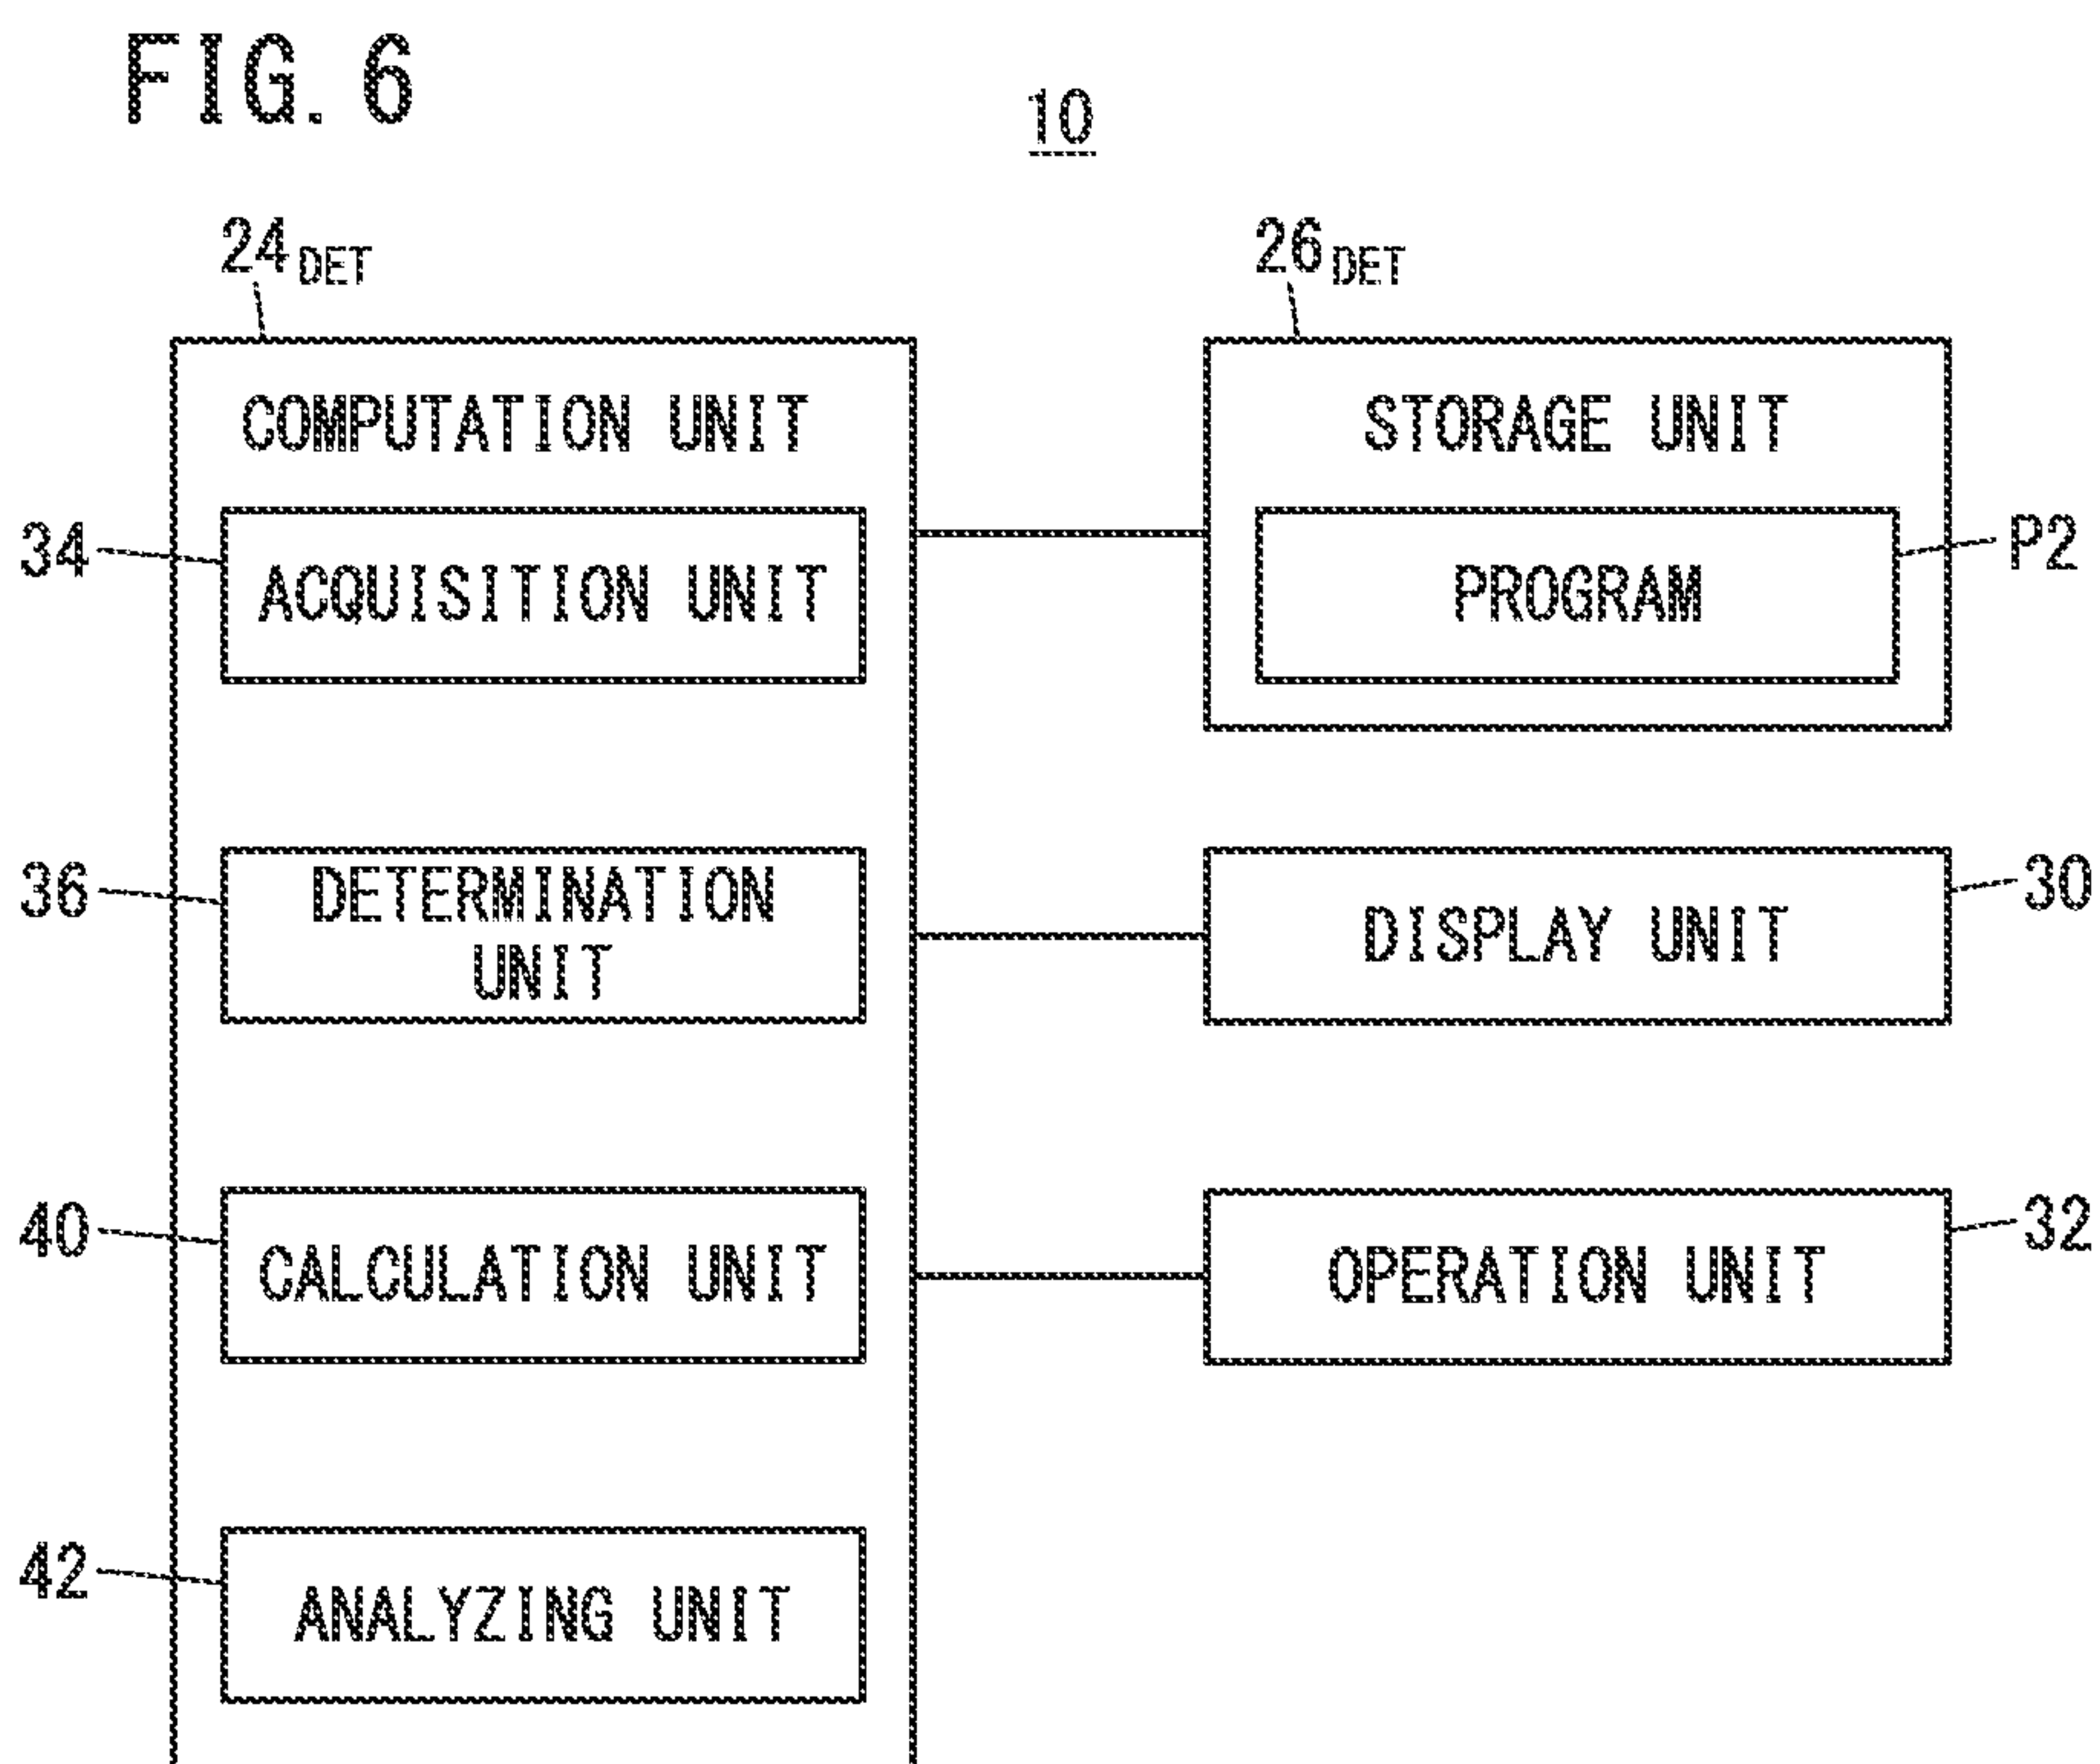 FIG. 6
10
24DET
26DET
COMPUTATION UNIT
STORAGE UNIT
34
ACQUISITION UNIT
PROGRAM
P2
36
DETERMINATION
UNIT
DISPLAY UNIT
30
40
CALCULATION UNIT
OPERATION UNIT
32
42
ANALYZING UNIT